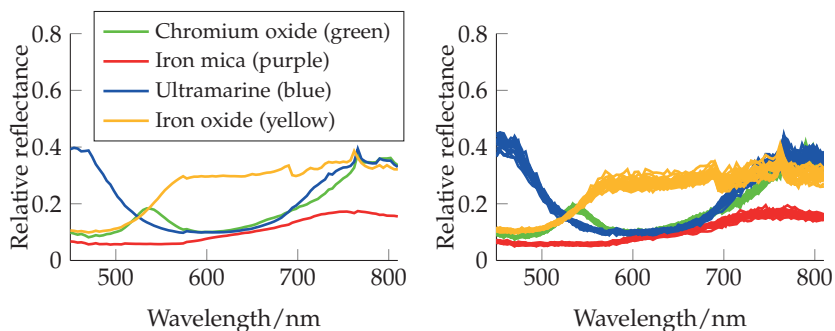 Chromium oxide (green)
Iron mica (purple)
Ultramarine (blue)
Iron oxide (yellow)
Relative reflectance
0.8
0.6
0.4
0.2
0
500
600
700
800
Wavelength/nm
Relative reflectance
0.8
0.6
0.4
0.2
0
500
600
700
800
Wavelength/nm